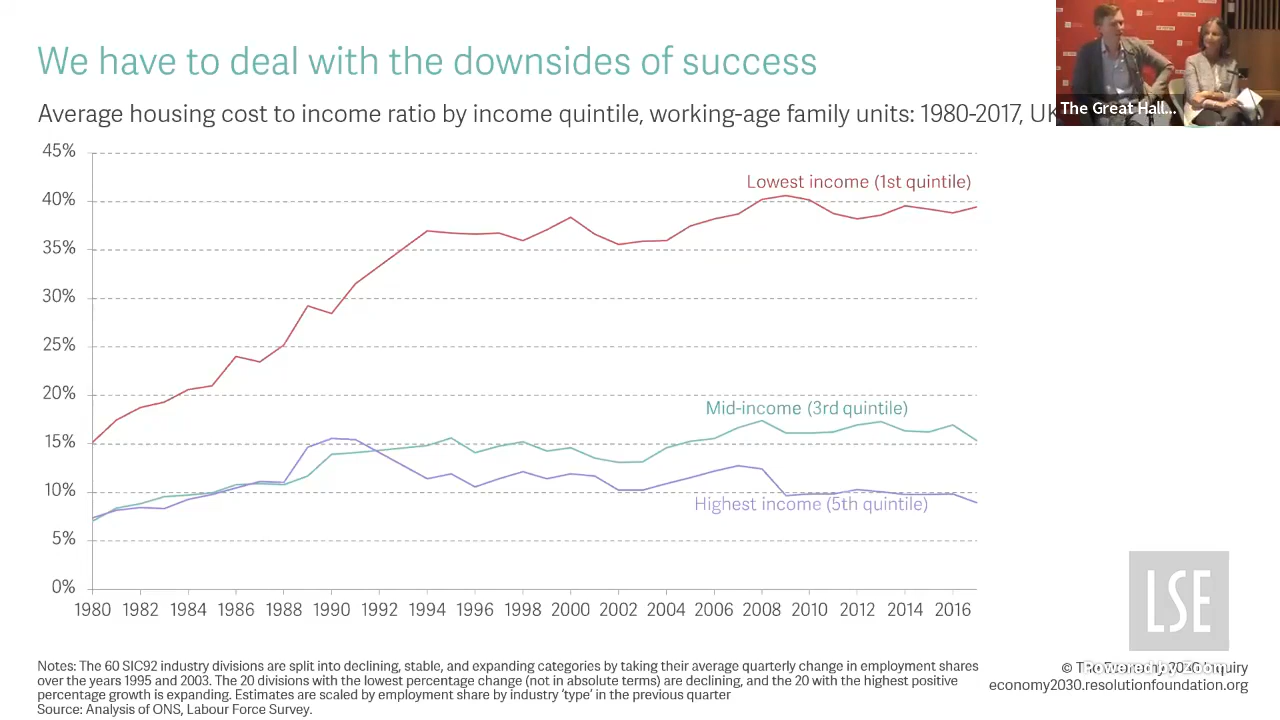 We have to deal with the downsides of success
Average housing cost to income ratio by income quintile, working-age family units: 1980-2017, UK
The Great Hall...
45%
40%
35%
30%
25%
20%
15%
10%
5%
0%
Lowest income (1st quintile)
Mid-income (3rd quintile)
Highest income (5th quintile)
1980 1982 1984 1986 1988 1990 1992 1994 1996 1998 2000 2002 2004 2006 2008 2010 2012 2014 2016
LSE
Notes: The 60 SIC92 industry divisions are split into declining, stable, and expanding categories by taking their average quarterly change in employment shares
over the years 1995 and 2003. The 20 divisions with the lowest percentage change (not in absolute terms) are declining, and the 20 with the highest positive
percentage growth is expanding. Estimates are scaled by employment share by industry ‘type’ in the previous quarter
Source: Analysis of ONS, Labour Force Survey.
Powered by Zoom
© The Economy 2030 Inquiry
economy2030.resolutionfoundation.org